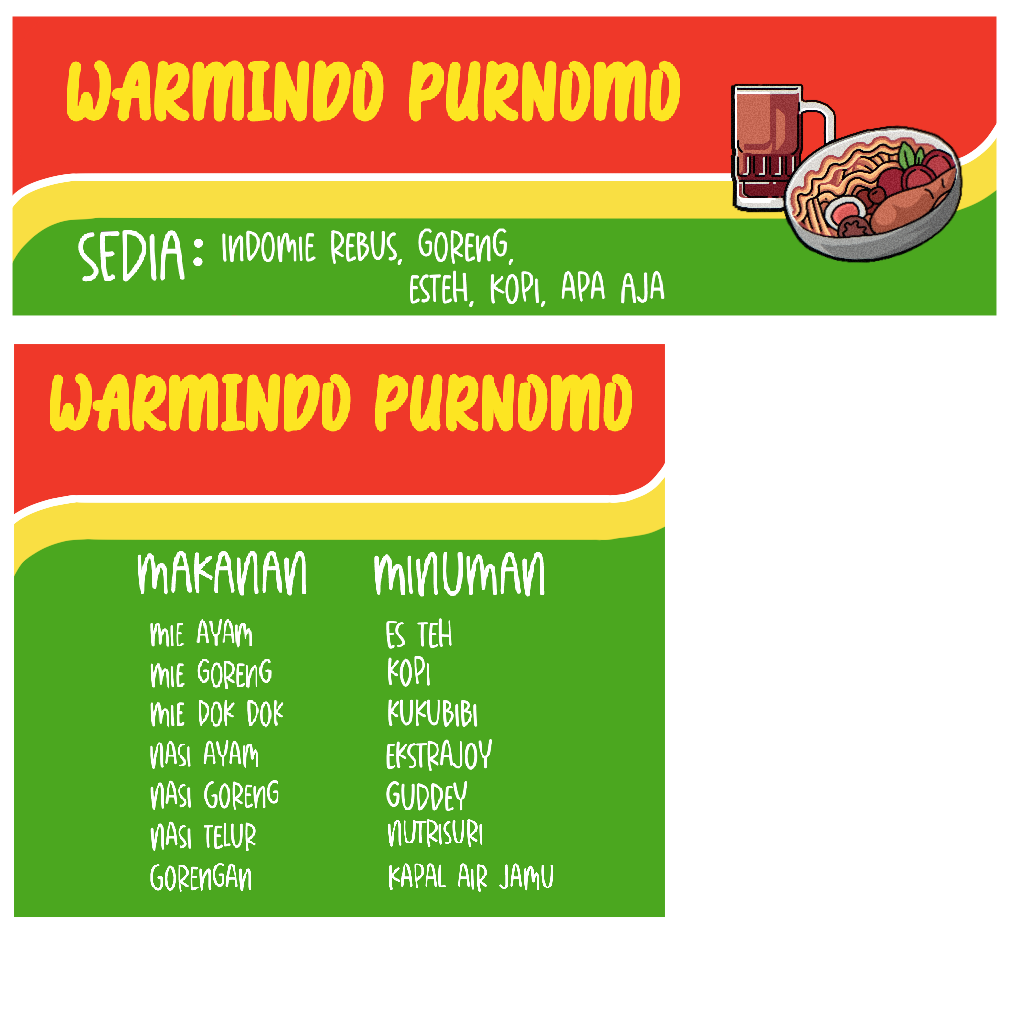 WARMINDO PURNOMO
SEDIA: INDOMIE REBUS, GORENG,
ESTEH, KOPI, APA AJA
WARMINDO PURNOMO
MAKANAN MINUMAN
MIE AYAM ES TEH
MIE GORENG KOPI
MIE DOK DOK KUKUBIBI
NASI AYAM EKSTRAJOY
NASI GORENG GUDDEY
NASI TELUR NUTRISURI
GORENGAN KAPAL AIR JAMU